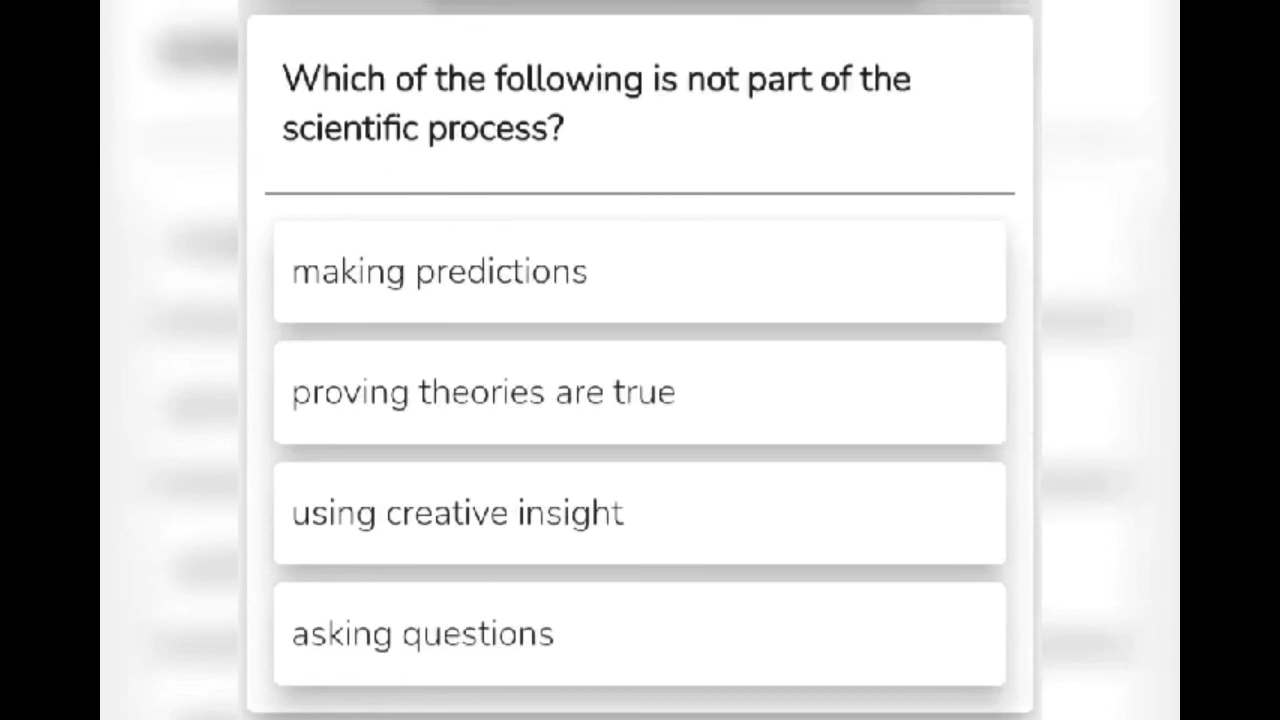 Which of the following is not part of the
scientific process?
making predictions
proving theories are true
using creative insight
asking questions